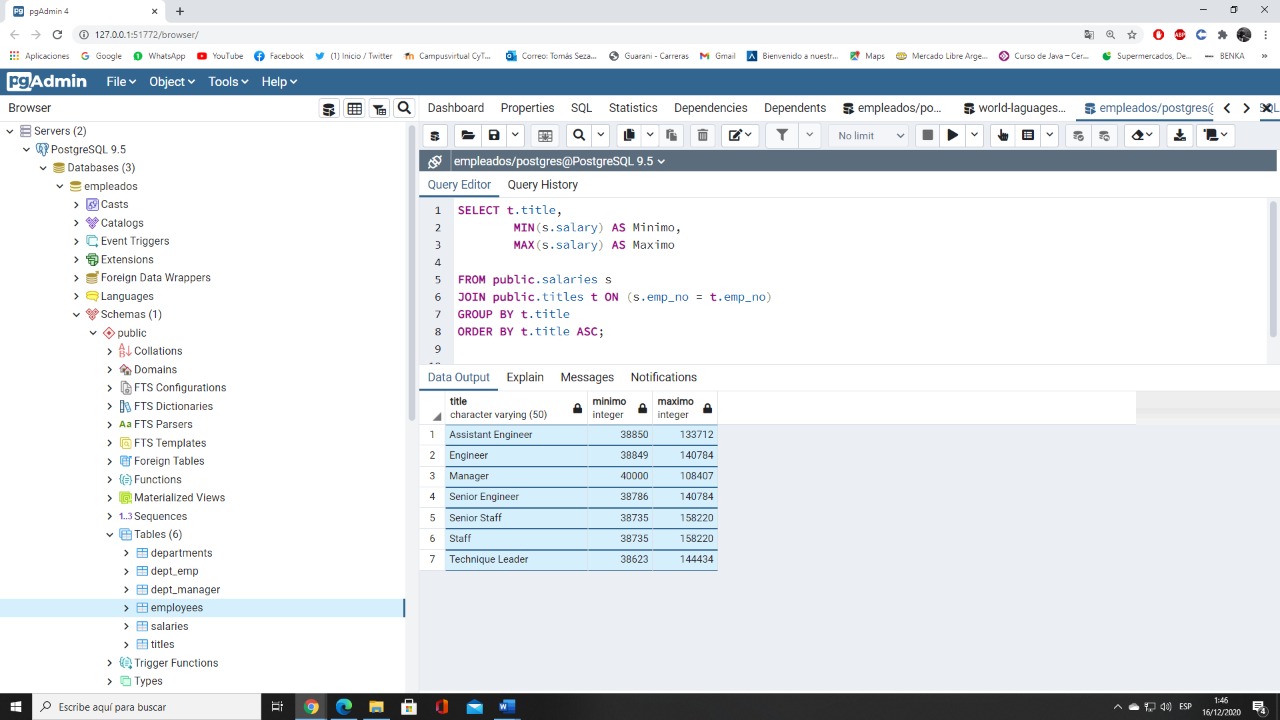 pgAdmin 4
127.0.0.1:51772/browser/
Aplicaciones Google WhatsApp YouTube Facebook (1) Inicio / Twitter Campusvirtual CyT... Correo: Tomás Seza... Guarani - Carreras Gmail Bienvenido a nuestr... Maps Mercado Libre Arge... Curso de Java – Cer... Supermercados, De... BENKA »
pgAdmin File Object Tools Help
Browser
Dashboard Properties SQL Statistics Dependencies Dependents empleados/po... world-laguages... empleados/postgres@
No limit
empleados/postgres@PostgreSQL 9.5
Query Editor Query History
Servers (2)
PostgreSQL 9.5
Databases (3)
empleados
Casts
Catalogs
Event Triggers
Extensions
Foreign Data Wrappers
Languages
Schemas (1)
public
Collations
Domains
FTS Configurations
FTS Dictionaries
FTS Parsers
FTS Templates
Foreign Tables
Functions
Materialized Views
1..3 Sequences
Tables (6)
departments
dept_emp
dept_manager
employees
salaries
titles
Trigger Functions
Types
1 SELECT t.title,
2 MIN(s.salary) AS Minimo,
3 MAX(s.salary) AS Maximo
4
5 FROM public.salaries s
6 JOIN public.titles t ON (s.emp_no = t.emp_no)
7 GROUP BY t.title
8 ORDER BY t.title ASC;
9
Data Output Explain Messages Notifications
title minimo maximo
character varying (50) integer integer
1 Assistant Engineer 38850 133712
2 Engineer 38849 140784
3 Manager 40000 108407
4 Senior Engineer 38786 140784
5 Senior Staff 38735 158220
6 Staff 38735 158220
7 Technique Leader 38623 144434
Escribe aquí para buscar
ESP
1:46
16/12/2020
4